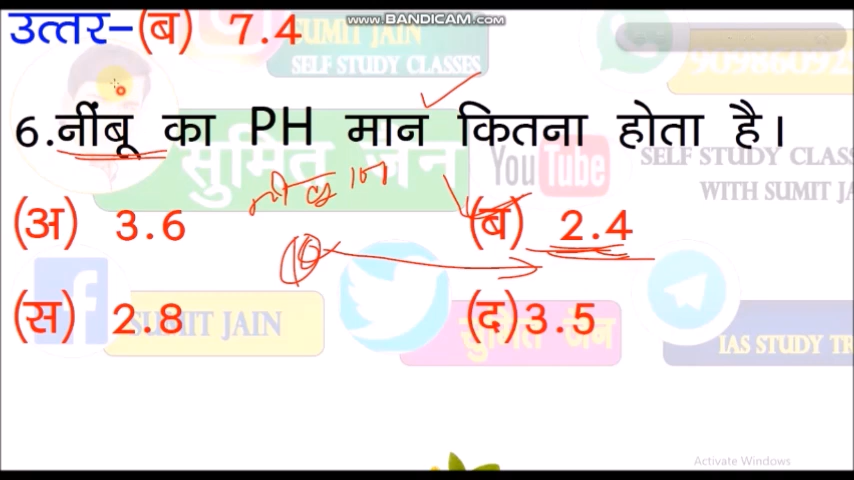 WWW.BANDICAM.COM
उत्तर–(ब) 7.4
SUMIT JAIN
SELF STUDY CLASSES
6.नींबू का PH मान कितना होता है।
सुमित जैन
YouTube
SELF STUDY CLASS
WITH SUMIT JA
(अ) 3.6
(ब) 2.4
(स) 2.8
(द)3.5
SUMIT JAIN
सुमित जैन
IAS STUDY TR
Activate Windows